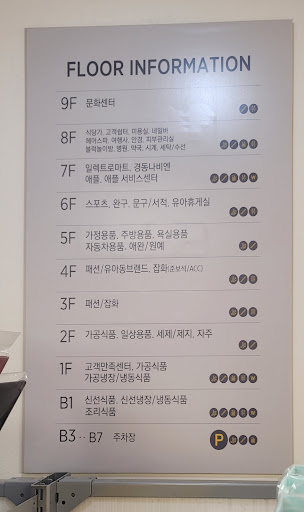 FLOOR INFORMATION
9F 문화센터
8F 식당가, 고객쉼터, 미용실, 네일바
헤어스파, 여행사, 안경, 피부관리실
블럭놀이방, 병원, 약국, 시계, 세탁/수선
7F 일렉트로마트, 경동나비엔
애플, 애플 서비스센터
6F 스포츠, 완구, 문구/서적, 유아휴게실
5F 가정용품, 주방용품, 욕실용품
자동차용품, 애완/원예
4F 패션/유아동브랜드, 잡화(준보석/ACC)
3F 패션/잡화
2F 가공식품, 일상용품, 세제/제지, 자주
1F 고객만족센터, 가공식품
가공냉장/냉동식품
B1 신선식품, 신선냉장/냉동식품
조리식품
B3 ·· B7 주차장 P